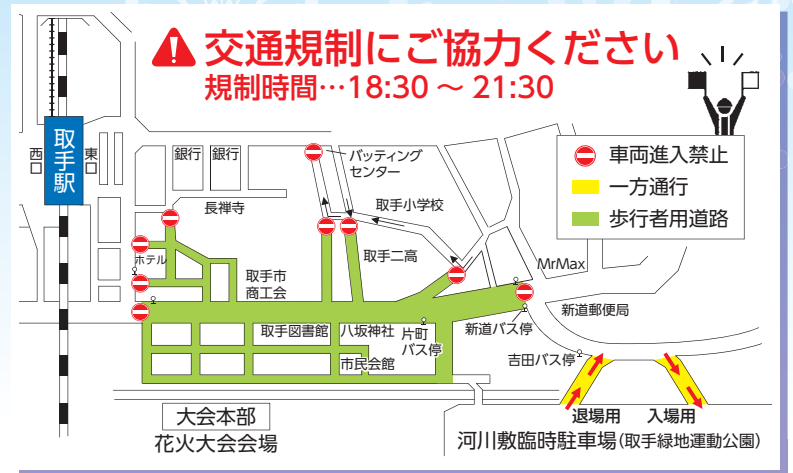 交通規制にご協力ください
規制時間…18:30 ～ 21:30
車両進入禁止
一方通行
歩行者用道路
取手駅
西口
東口
銀行
銀行
バッティング
センター
長禅寺
取手小学校
取手二高
ホテル
取手市
商工会
MrMax
新道郵便局
取手図書館
八坂神社
片町
バス停
新道バス停
市民会館
吉田バス停
大会本部
花火大会会場
退場用
入場用
河川敷臨時駐車場(取手緑地運動公園)